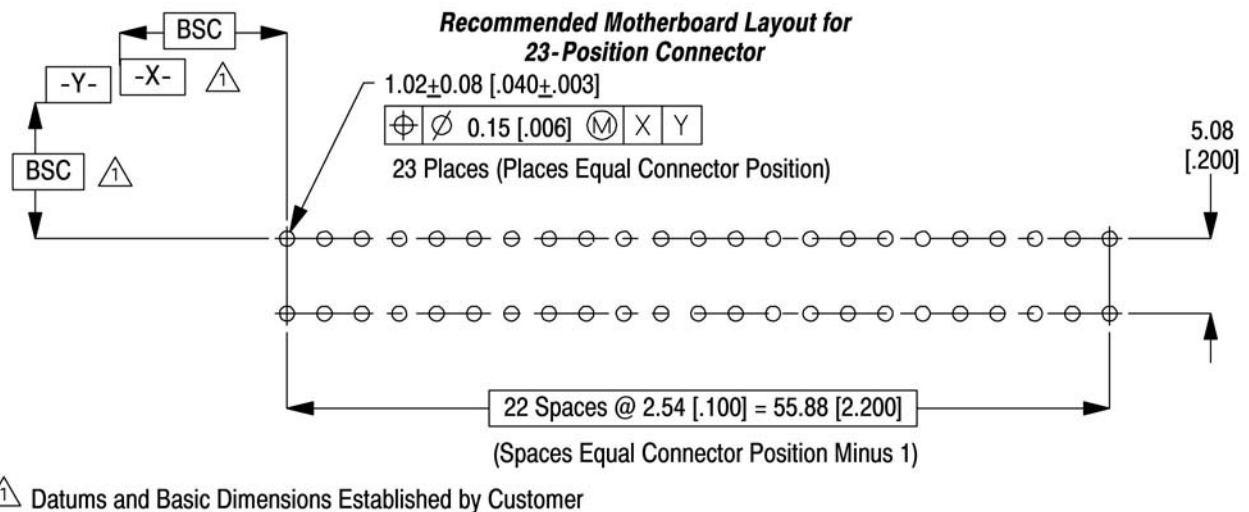 Recommended Motherboard Layout for
23-Position Connector
BSC
-Y-
-X-
1
BSC
1
1.02±0.08 [.040±.003]
⌖ ⌀ 0.15 [.006] Ⓜ X Y
23 Places (Places Equal Connector Position)
5.08
[.200]
22 Spaces @ 2.54 [.100] = 55.88 [2.200]
(Spaces Equal Connector Position Minus 1)
1 Datums and Basic Dimensions Established by Customer